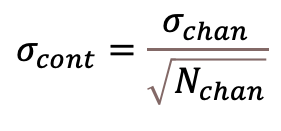 σ_cont = σ_chan / √N_chan